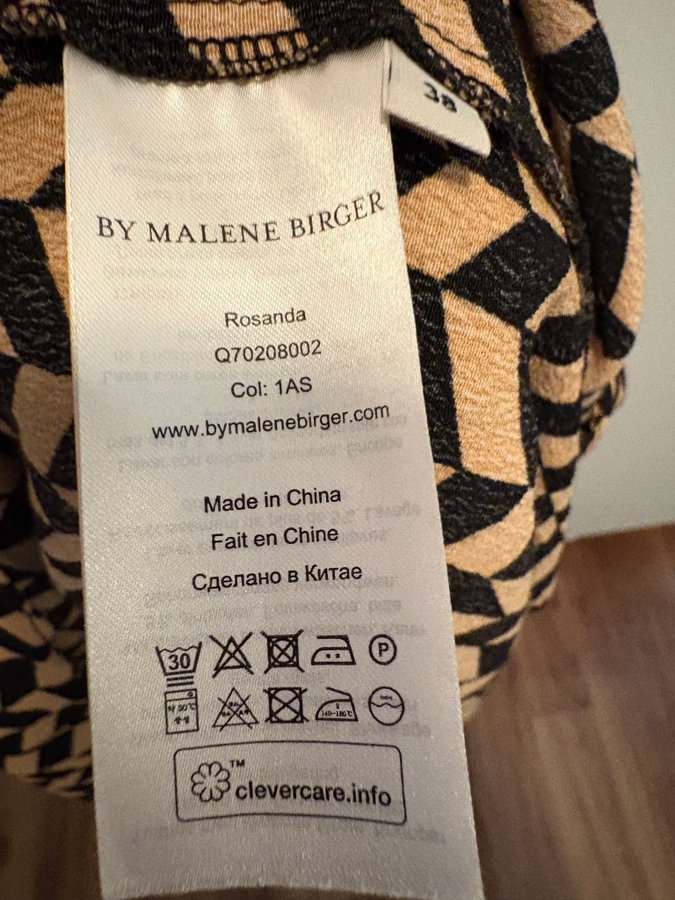 38
BY MALENE BIRGER
Rosanda
Q70208002
Col: 1AS
www.bymalenebirger.com
Made in China
Fait en Chine
Сделано в Китае
30
P
TM
clevercare.info